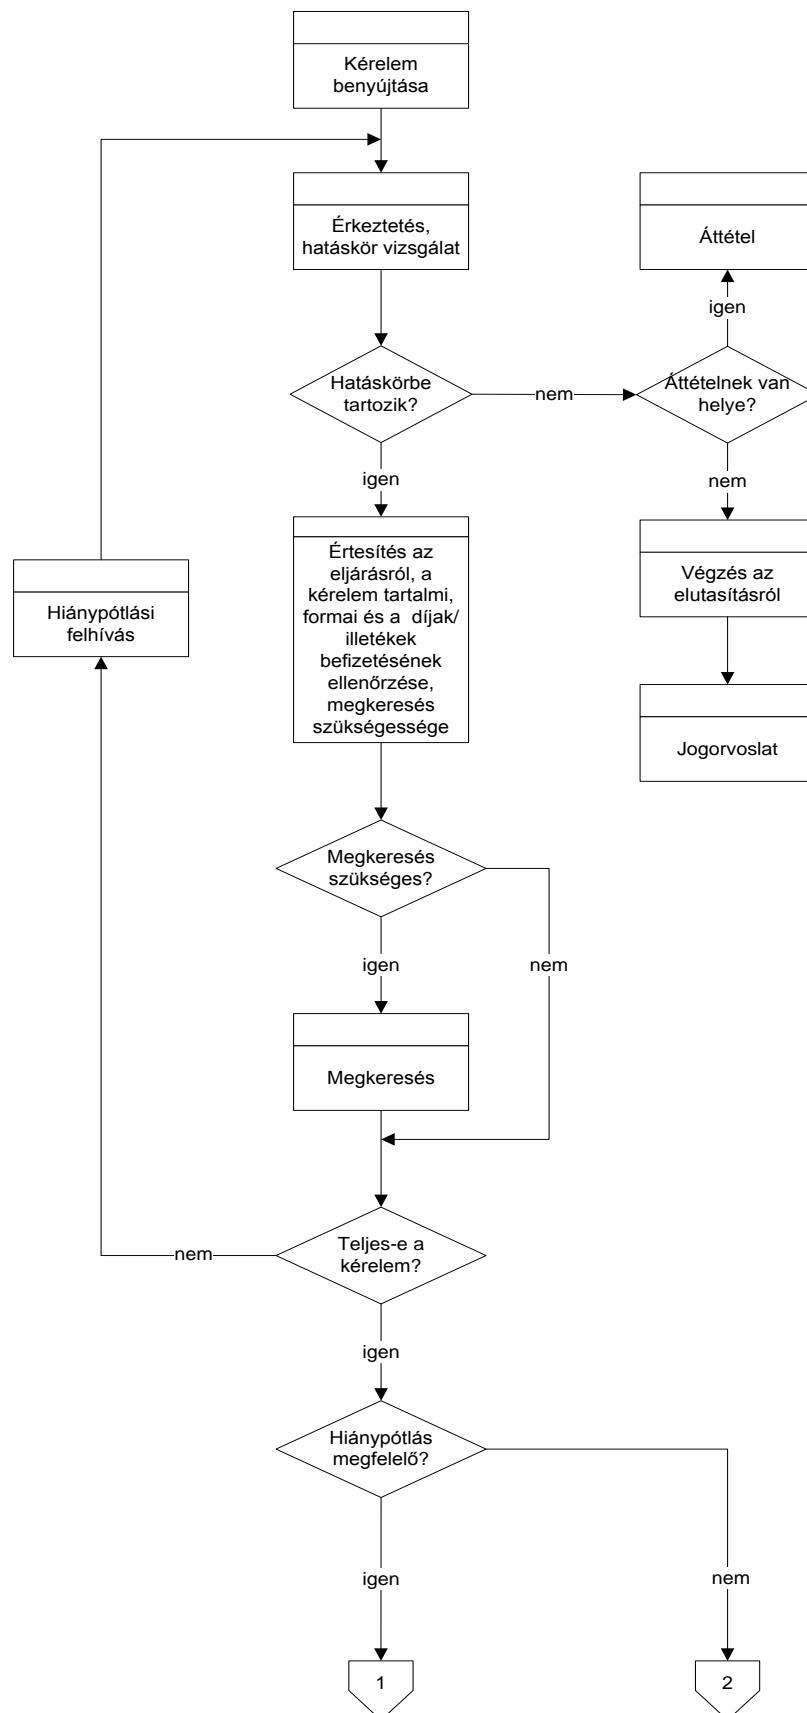 Kérelem
benyújtása
Érkeztetés,
hatáskör vizsgálat
Áttétel
igen
Hatáskörbe
tartozik?
nem
Áttételnek van
helye?
igen
nem
Értesítés az
eljárásról, a
kérelem tartalmi,
formai és a díjak/
illetékek
befizetésének
ellenőrzése,
megkeresés
szükségessége
Végzés az
elutasításról
Hiánypótlási
felhívás
Jogorvoslat
Megkeresés
szükséges?
igen
nem
Megkeresés
Teljes-e a
kérelem?
nem
igen
Hiánypótlás
megfelelő?
igen
nem
1
2